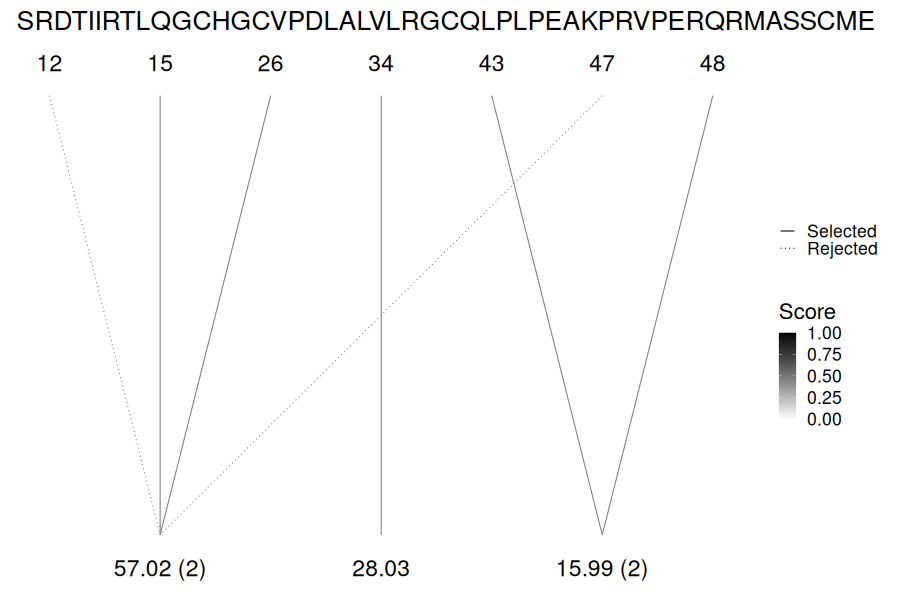 SRDTIIRTLQGCHGCVPDLALVLRGCQLPLPEAKPRVPERQRMASSCME
12 15 26 34 43 47 48
Selected
Rejected
Score
1.00
0.75
0.50
0.25
0.00
57.02 (2) 28.03 15.99 (2)